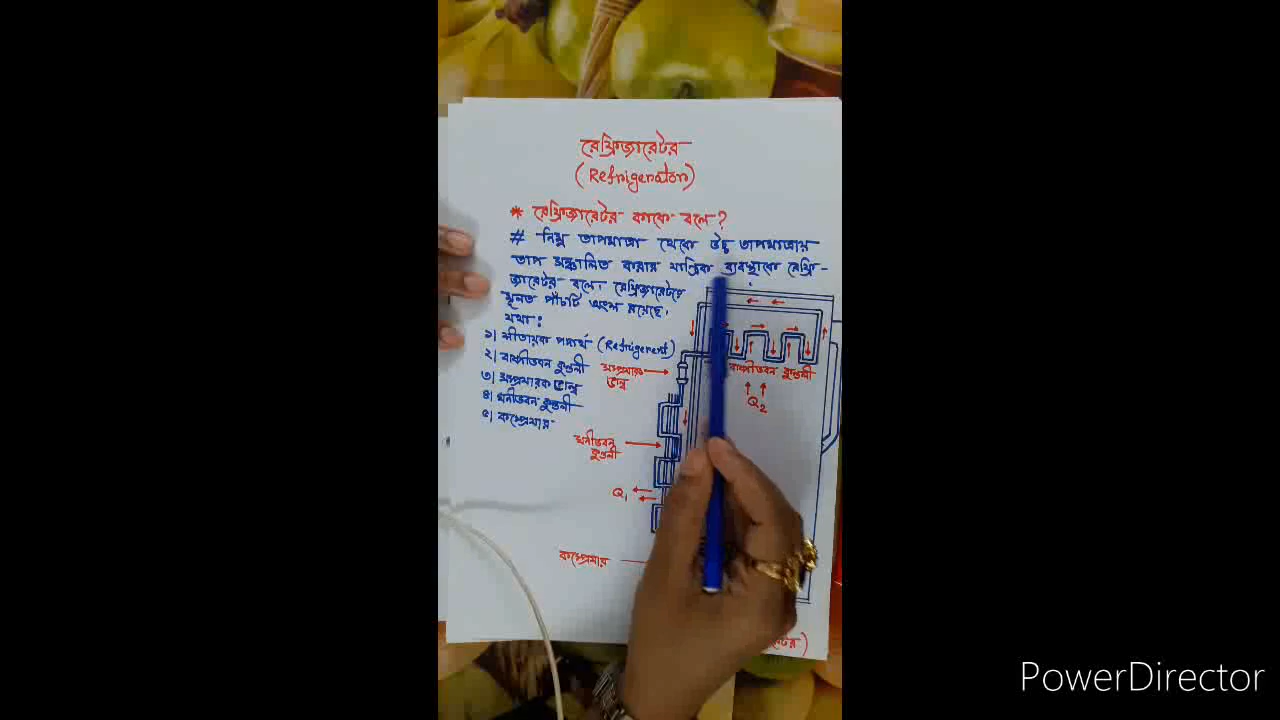 রেফ্রিজারেটর
(Refrigerator)
* রেফ্রিজারেটর কাকে বলে?
# নিম্ন তাপমাত্রা থেকে উচ্চ তাপমাত্রায়
তাপ সঞ্চালিত করার যান্ত্রিক ব্যবস্থাকে রেফ্রি-
জারেটর বলে। রেফ্রিজারেটরে
মূলত পাঁচটি অংশ রয়েছে।
যথা:
১| শীতায়ক পদার্থ (Refrigerent)
২| বাষ্পীভবন কুণ্ডলী
৩| সম্প্রসারক ভাল্ব
৪| ঘনীভবন কুণ্ডলী
৫| কম্প্রেসার
সম্প্রসারক
ভাল্ব
বাষ্পীভবন কুণ্ডলী
Q2
ঘনীভবন
কুণ্ডলী
Q1
কম্প্রেসার
PowerDirector